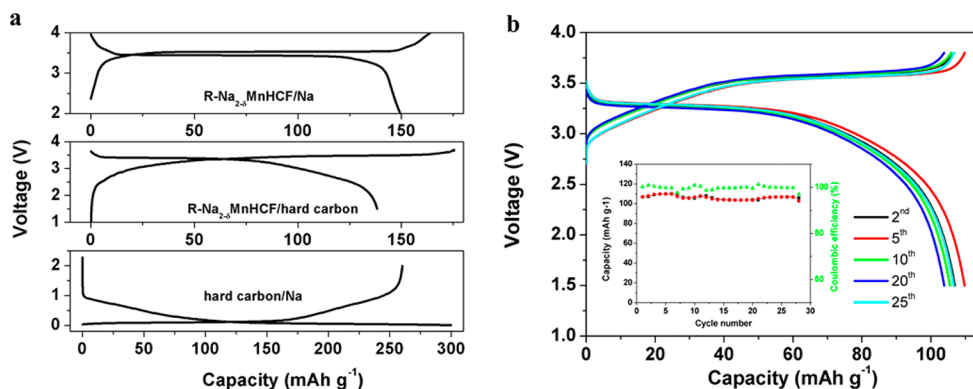 a
4
3
2
R-Na2-δMnHCF/Na
0 50 100 150
4
3
2
1
R-Na2-δMnHCF/hard carbon
0 50 100 150
2
1
0
hard carbon/Na
0 50 100 150 200 250 300
Voltage (V)
Capacity (mAh g-1)
b
4.0
3.5
3.0
2.5
2.0
1.5
1.0
Voltage (V)
0 20 40 60 80 100
Capacity (mAh g-1)
140
120
100
80
60
40
20
0
Capacity (mAh g-1)
0 5 10 15 20 25 30
Cycle number
100
80
60
Coulombic efficiency (%)
2nd
5th
10th
20th
25th